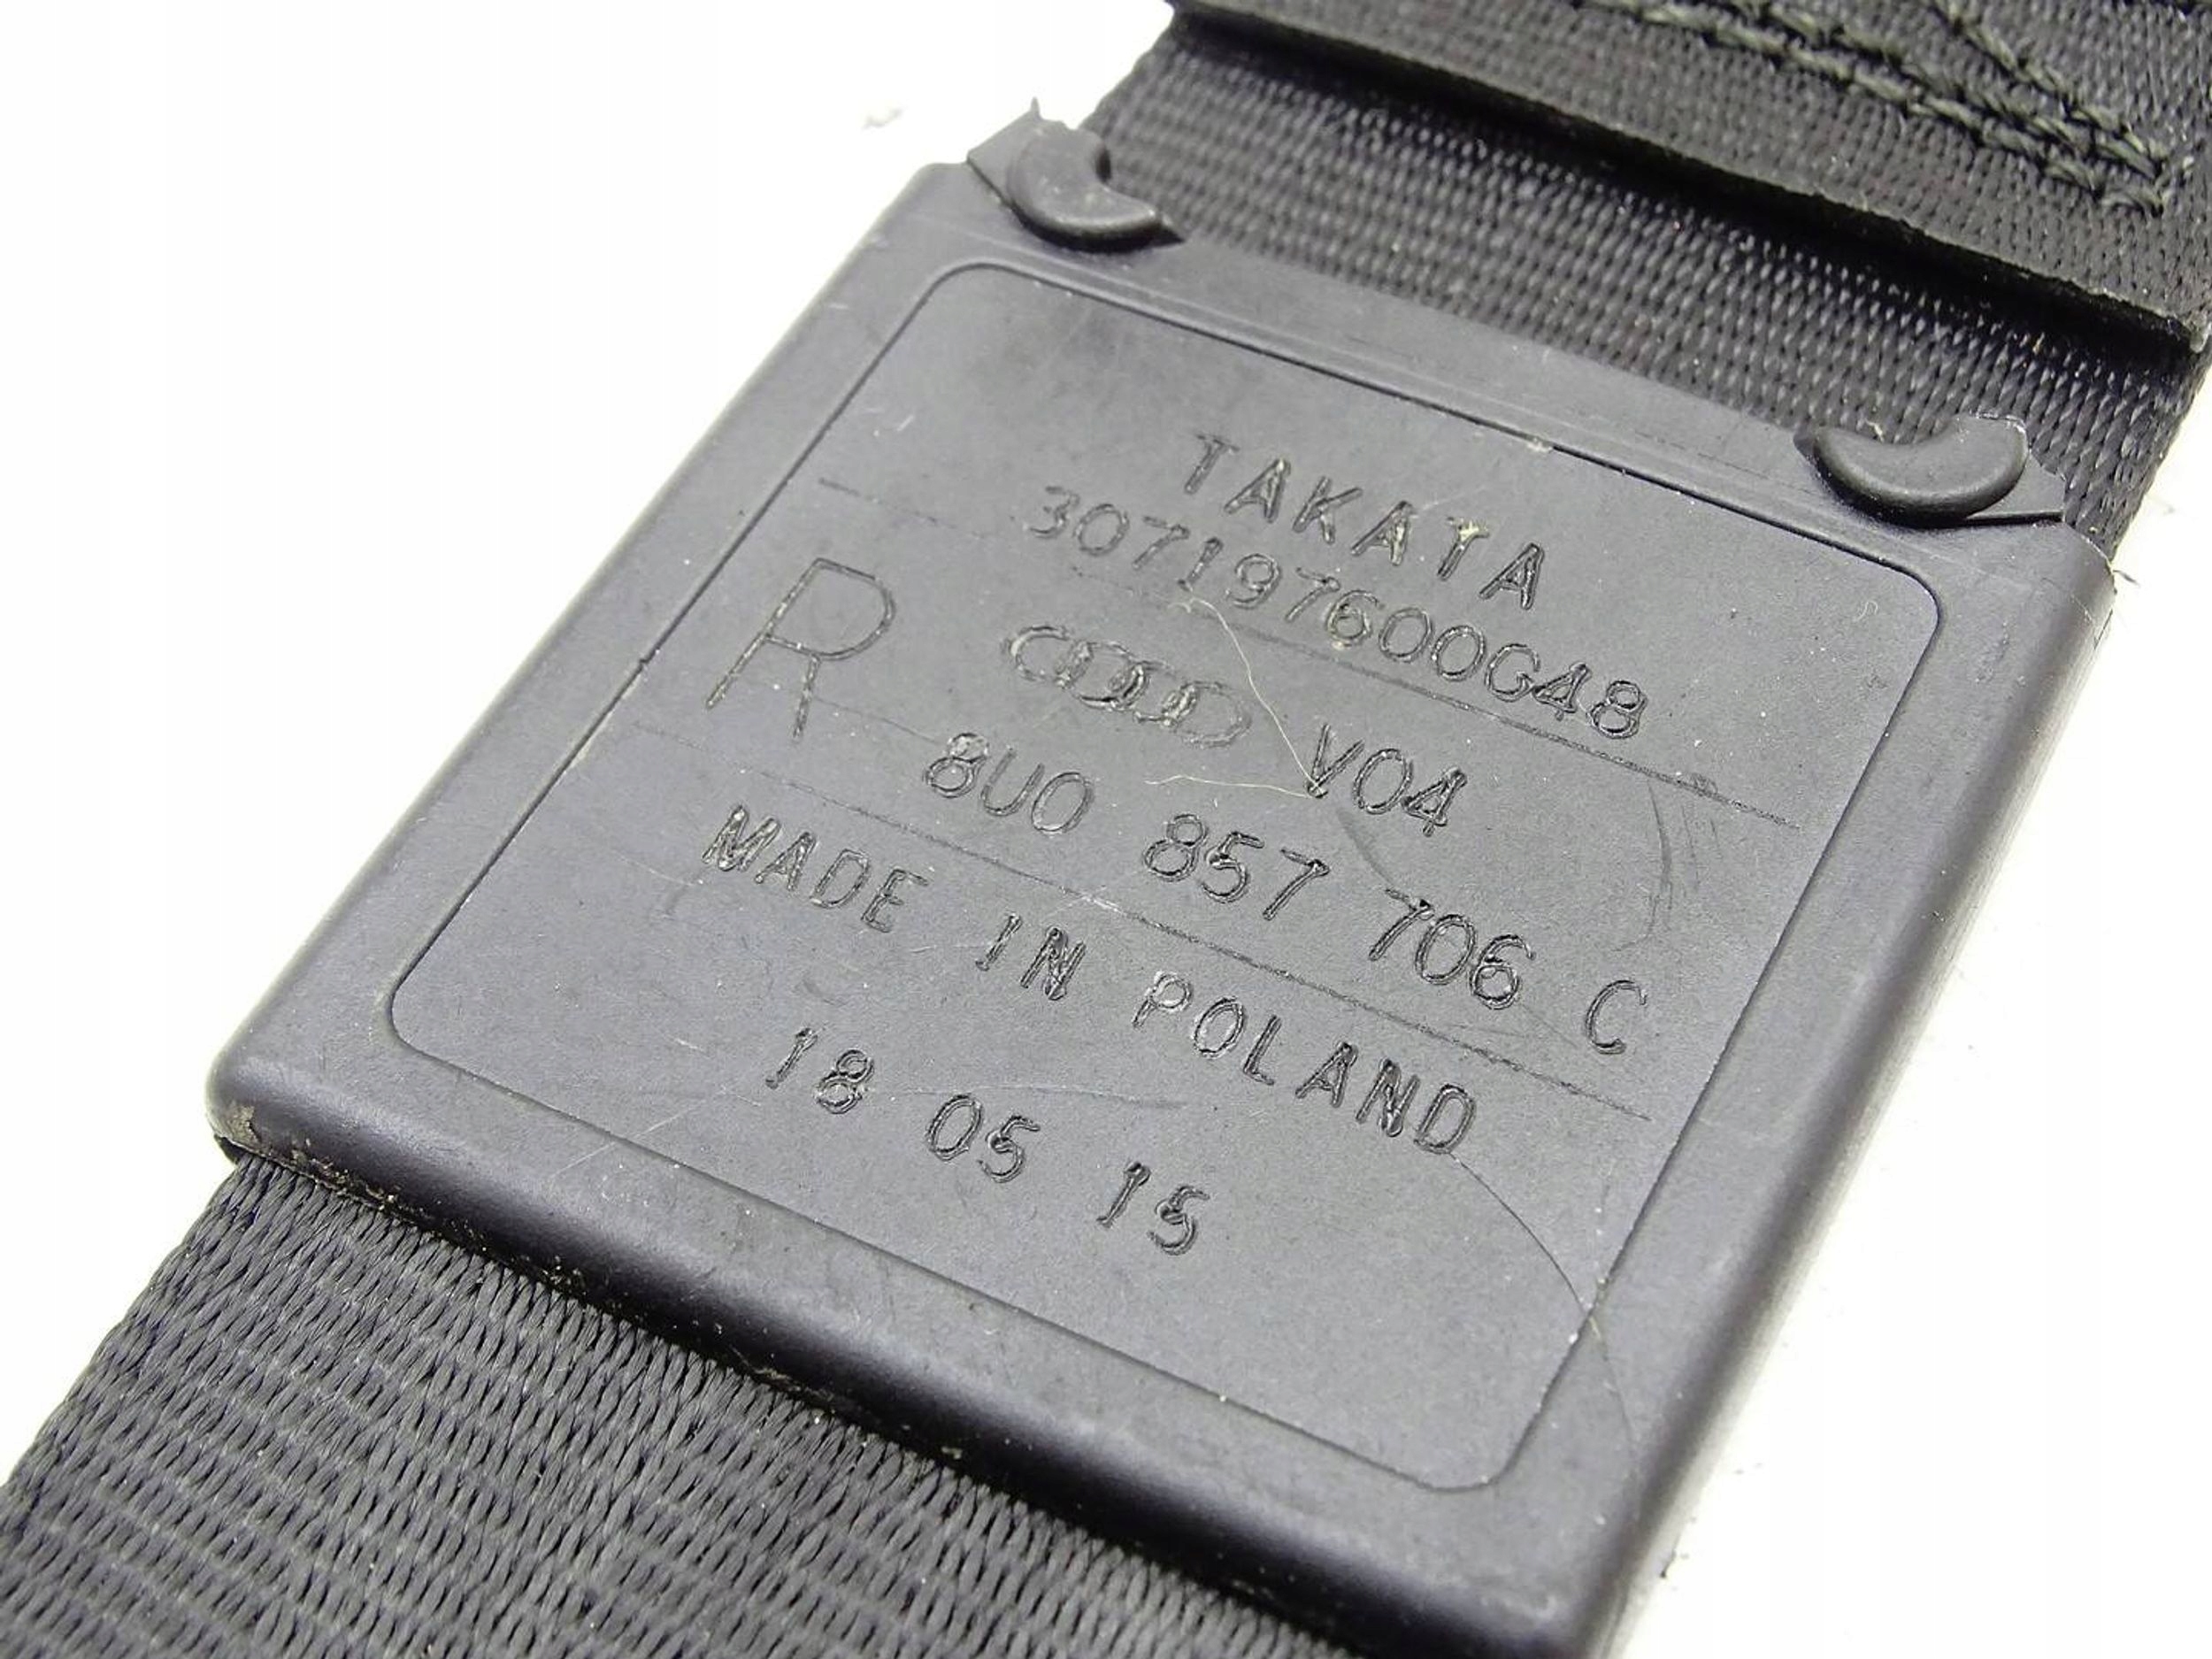 TAKATA
307197600G48
R
V04
8U0 857 706 C
MADE IN POLAND
18 05 15